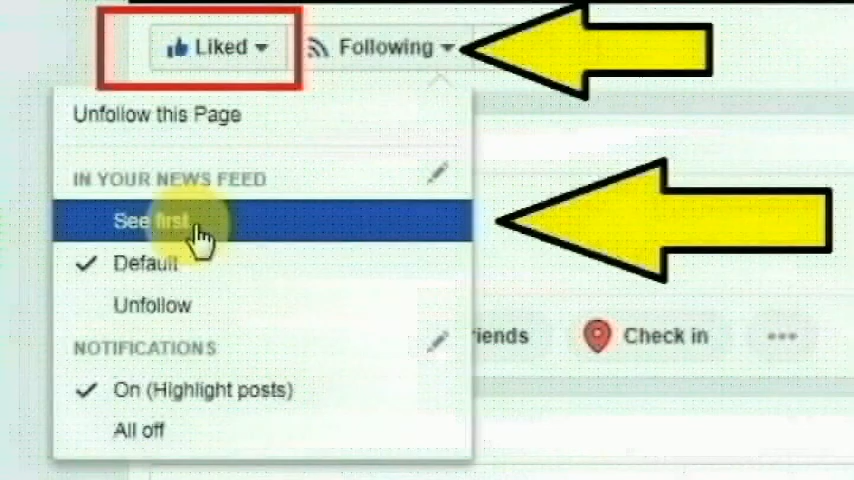 Liked Following
Unfollow this Page
IN YOUR NEWS FEED
See first
Default
Unfollow
riends Check in
NOTIFICATIONS
On (Highlight posts)
All off